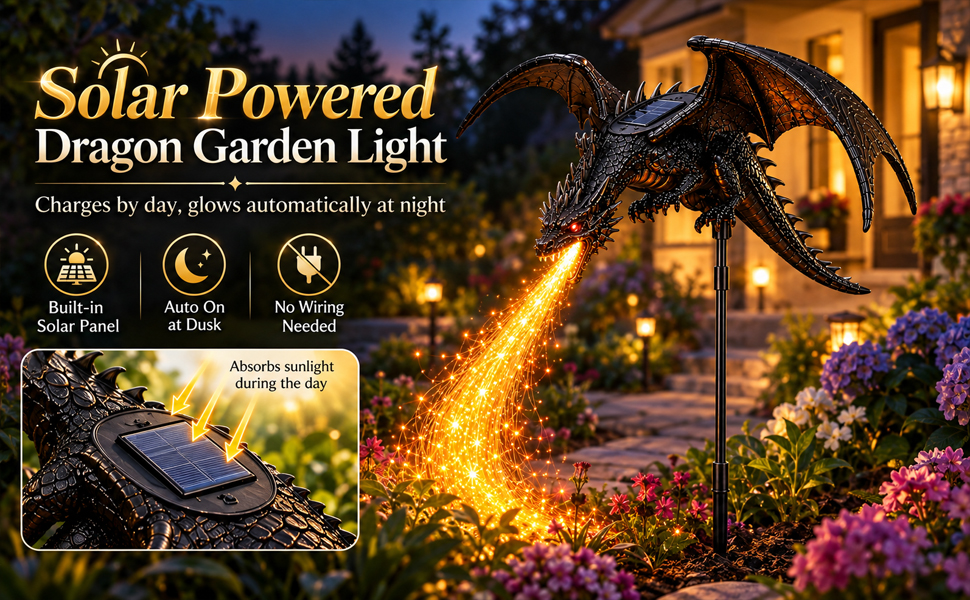 Solar Powered
Dragon Garden Light
Charges by day, glows automatically at night
Built-in
Solar Panel
Auto On
at Dusk
No Wiring
Needed
Absorbs sunlight
during the day